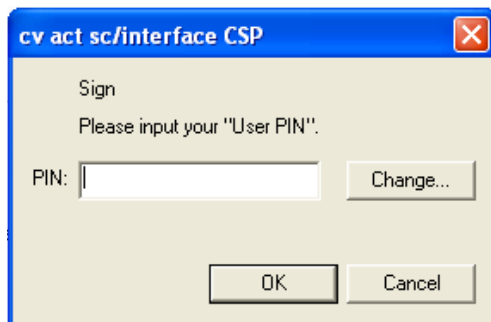 cv act sc/interface CSP
Sign
Please input your "User PIN".
PIN: Change...
OK Cancel